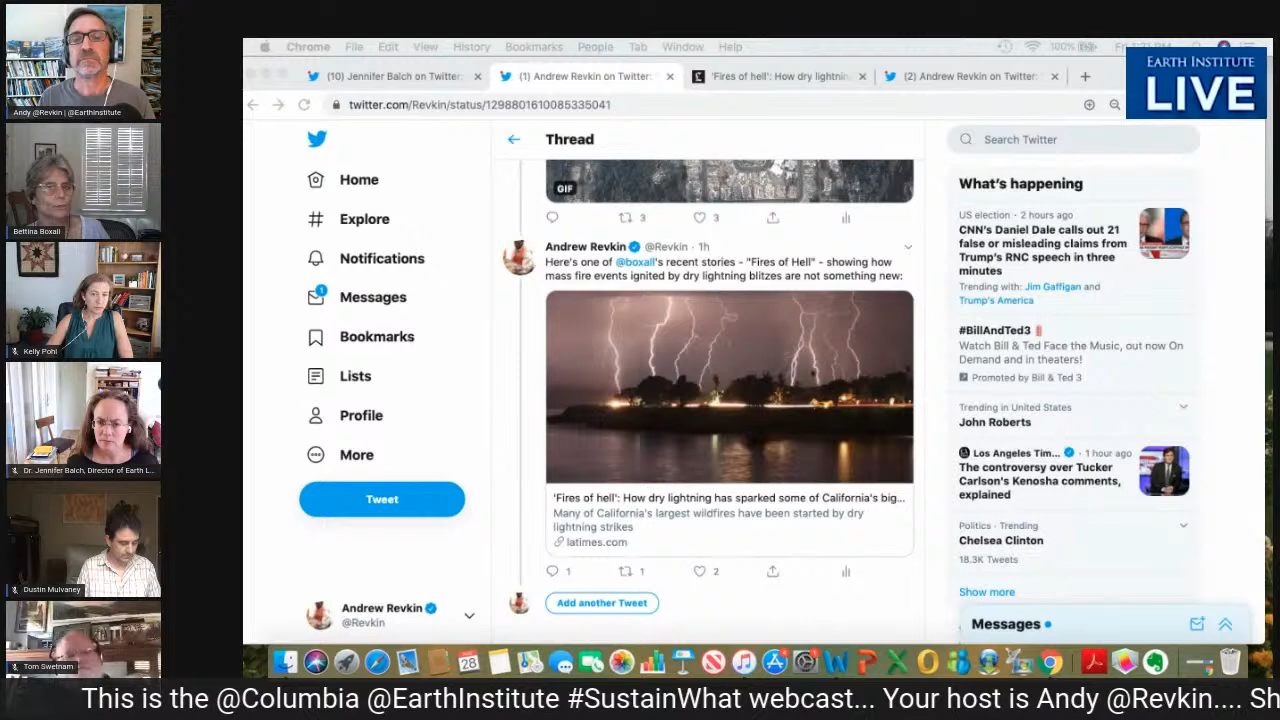 Andy @Revkin | @EarthInstitute
Bettina Boxall
Kelly Pohl
Dr. Jennifer Balch, Director of Earth L...
Dustin Mulvaney
Tom Swetnam
Chrome File Edit View History Bookmarks People Tab Window Help
100%
EARTH INSTITUTE
LIVE
(10) Jennifer Balch on Twitter:
(1) Andrew Revkin on Twitter:
'Fires of hell': How dry lightni
(2) Andrew Revkin on Twitter:
twitter.com/Revkin/status/1298801610085335041
Home
Explore
Notifications
1
Messages
Bookmarks
Lists
Profile
More
Tweet
Andrew Revkin
@Revkin
Thread
GIF
3 3
Andrew Revkin @Revkin · 1h
Here's one of @boxall's recent stories - "Fires of Hell" - showing how
mass fire events ignited by dry lightning blitzes are not something new:
'Fires of hell': How dry lightning has sparked some of California's big...
Many of California's largest wildfires have been started by dry
lightning strikes
latimes.com
1 1 2
Add another Tweet
Search Twitter
What's happening
US election · 2 hours ago
CNN's Daniel Dale calls out 21
false or misleading claims from
Trump's RNC speech in three
minutes
Trending with: Jim Gaffigan and
Trump's America
#BillAndTed3
Watch Bill & Ted Face the Music, out now On
Demand and in theaters!
Promoted by Bill & Ted 3
Trending in United States
John Roberts
Los Angeles Tim... · 1 hour ago
The controversy over Tucker
Carlson's Kenosha comments,
explained
Politics · Trending
Chelsea Clinton
18.3K Tweets
Show more
Messages
28
This is the @Columbia @EarthInstitute #SustainWhat webcast... Your host is Andy @Revkin.... Sh